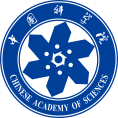 中国科学院
CHINESE ACADEMY OF SCIENCES